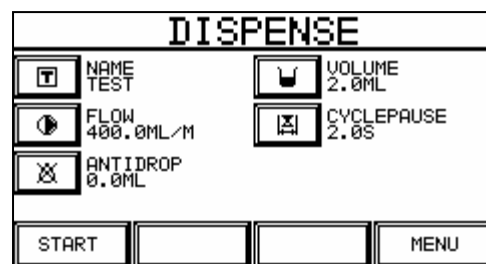 DISPENSE
T NAME
TEST
VOLUME
2.0ML
FLOW
400.0ML/M
CYCLEPAUSE
2.0S
ANTIDROP
0.0ML
START MENU